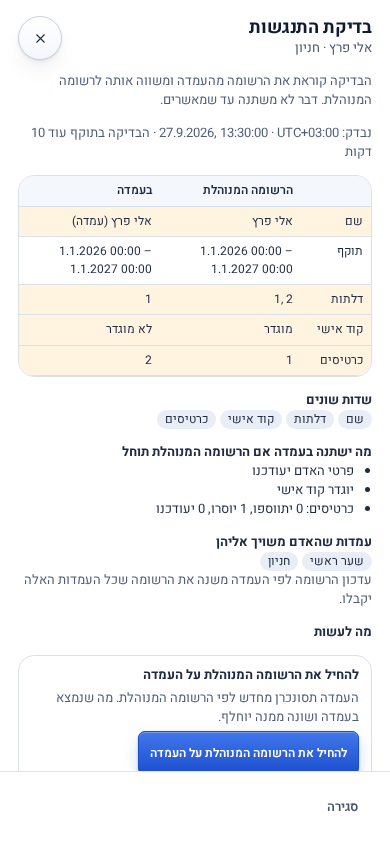 בדיקת התנגשות
אלי פרץ · חניון
הבדיקה קוראת את הרשומה מהעמדה ומשווה אותה לרשומה
המנוהלת. דבר לא משתנה עד שמאשרים.
נבדק: 27.9.2026, 13:30:00 · UTC+03:00 · הבדיקה בתוקף עוד 10
דקות
הרשומה המנוהלת בעמדה
שם אלי פרץ אלי פרץ (עמדה)
תוקף 1.1.2026 00:00 – 1.1.2026 00:00 –
1.1.2027 00:00 1.1.2027 00:00
דלתות 1, 2 1
קוד אישי מוגדר לא מוגדר
כרטיסים 1 2
שדות שונים
שם דלתות קוד אישי כרטיסים
מה ישתנה בעמדה אם הרשומה המנוהלת תוחל
• פרטי האדם יעודכנו
• יוגדר קוד אישי
• כרטיסים: 0 יתווספו, 1 יוסרו, 0 יעודכנו
עמדות שהאדם משויך אליהן
שער ראשי חניון
עדכון הרשומה לפי העמדה משנה את הרשומה שכל העמדות האלה
יקבלו.
מה לעשות
להחיל את הרשומה המנוהלת על העמדה
העמדה תסונכרן מחדש לפי הרשומה המנוהלת. מה שנמצא
בעמדה ושונה ממנה יוחלף.
להחיל את הרשומה המנוהלת על העמדה
סגירה